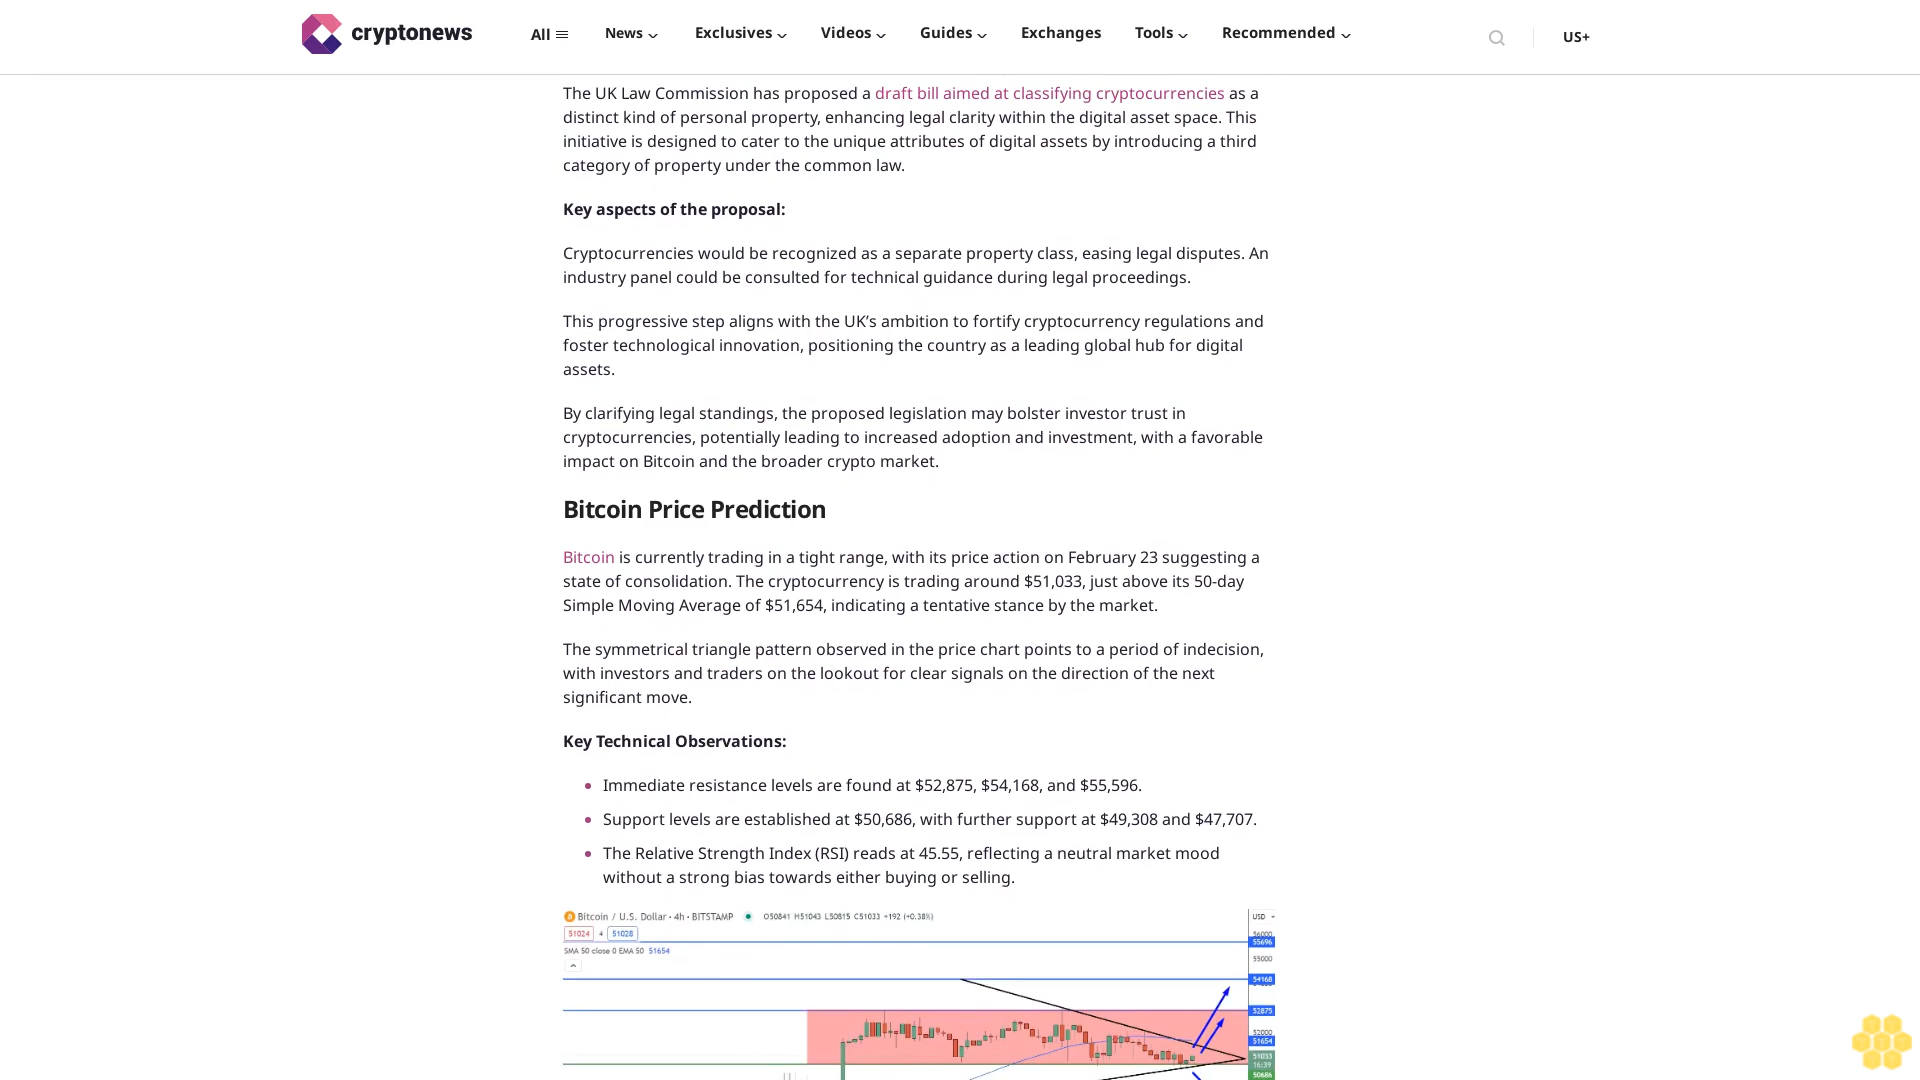 cryptonews
All
News
Exclusives
Videos
Guides
Exchanges
Tools
Recommended
US+
The UK Law Commission has proposed a draft bill aimed at classifying cryptocurrencies as a
distinct kind of personal property, enhancing legal clarity within the digital asset space. This
initiative is designed to cater to the unique attributes of digital assets by introducing a third
category of property under the common law.
Key aspects of the proposal:
Cryptocurrencies would be recognized as a separate property class, easing legal disputes. An
industry panel could be consulted for technical guidance during legal proceedings.
This progressive step aligns with the UK’s ambition to fortify cryptocurrency regulations and
foster technological innovation, positioning the country as a leading global hub for digital
assets.
By clarifying legal standings, the proposed legislation may bolster investor trust in
cryptocurrencies, potentially leading to increased adoption and investment, with a favorable
impact on Bitcoin and the broader crypto market.
Bitcoin Price Prediction
Bitcoin is currently trading in a tight range, with its price action on February 23 suggesting a
state of consolidation. The cryptocurrency is trading around $51,033, just above its 50-day
Simple Moving Average of $51,654, indicating a tentative stance by the market.
The symmetrical triangle pattern observed in the price chart points to a period of indecision,
with investors and traders on the lookout for clear signals on the direction of the next
significant move.
Key Technical Observations:
Immediate resistance levels are found at $52,875, $54,168, and $55,596.
Support levels are established at $50,686, with further support at $49,308 and $47,707.
The Relative Strength Index (RSI) reads at 45.55, reflecting a neutral market mood
without a strong bias towards either buying or selling.
Bitcoin / U.S. Dollar · 4h · BITSTAMP O50841 H51043 L50815 C51033 +192 (+0.38%)
USD
51024 4 51028
56000
55696
SMA 50 close 0 EMA 50 51654
55000
54168
52875
52000
51654
51033
16:39
50686